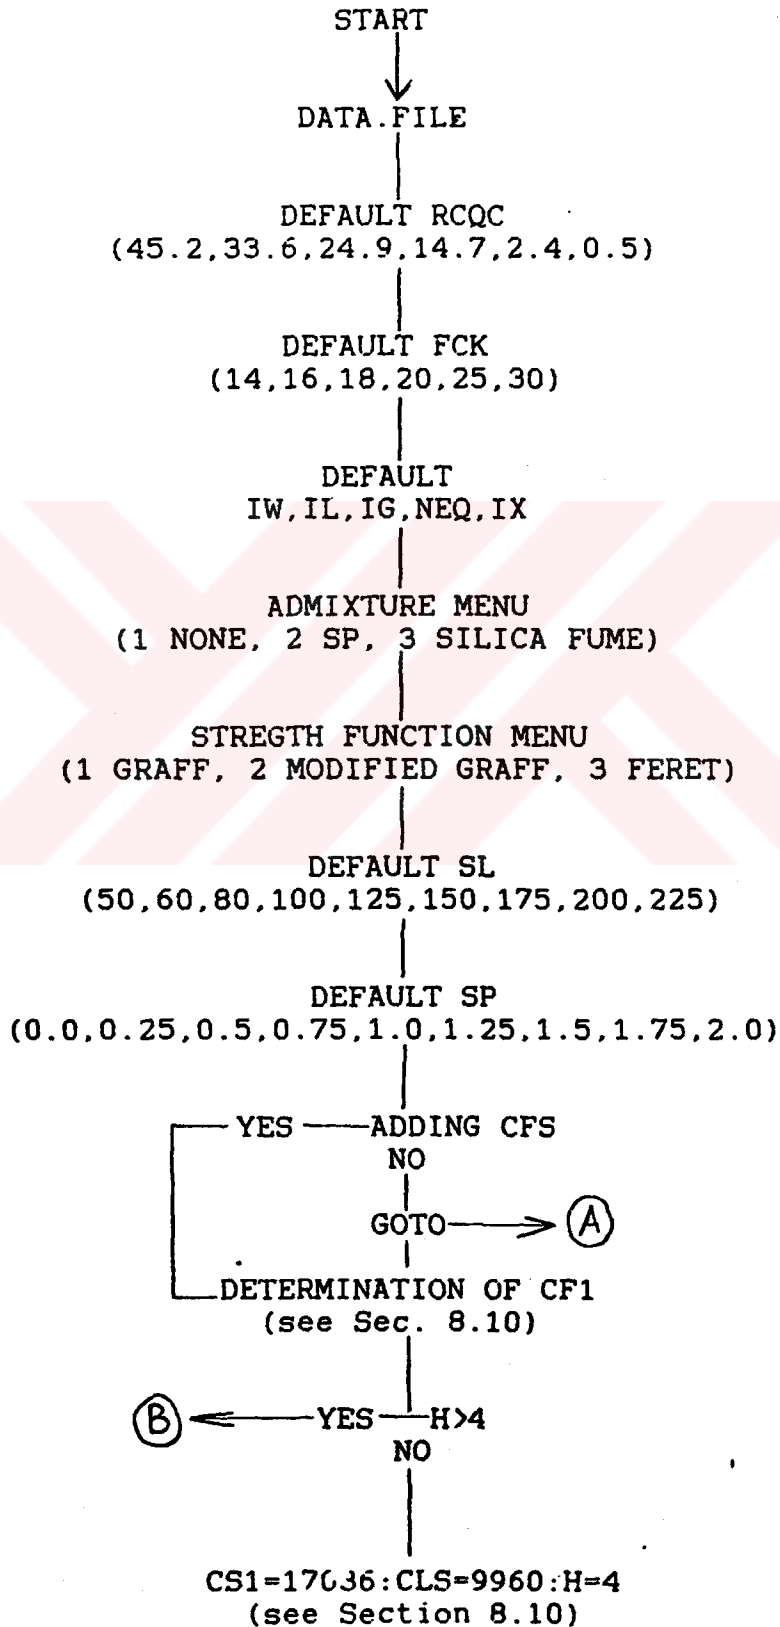 START
DATA.FILE
DEFAULT RCQC
(45.2,33.6,24.9,14.7,2.4,0.5)
DEFAULT FCK
(14,16,18,20,25,30)
DEFAULT
IW,IL,IG,NEQ,IX
ADMIXTURE MENU
(1 NONE, 2 SP, 3 SILICA FUME)
STREGTH FUNCTION MENU
(1 GRAFF, 2 MODIFIED GRAFF, 3 FERET)
DEFAULT SL
(50,60,80,100,125,150,175,200,225)
DEFAULT SP
(0.0,0.25,0.5,0.75,1.0,1.25,1.5,1.75,2.0)
YES ADDING CFS
NO
GOTO A
DETERMINATION OF CF1
(see Sec. 8.10)
B YES H>4
NO
CLS=9960:H=4
(see Section 8.10)